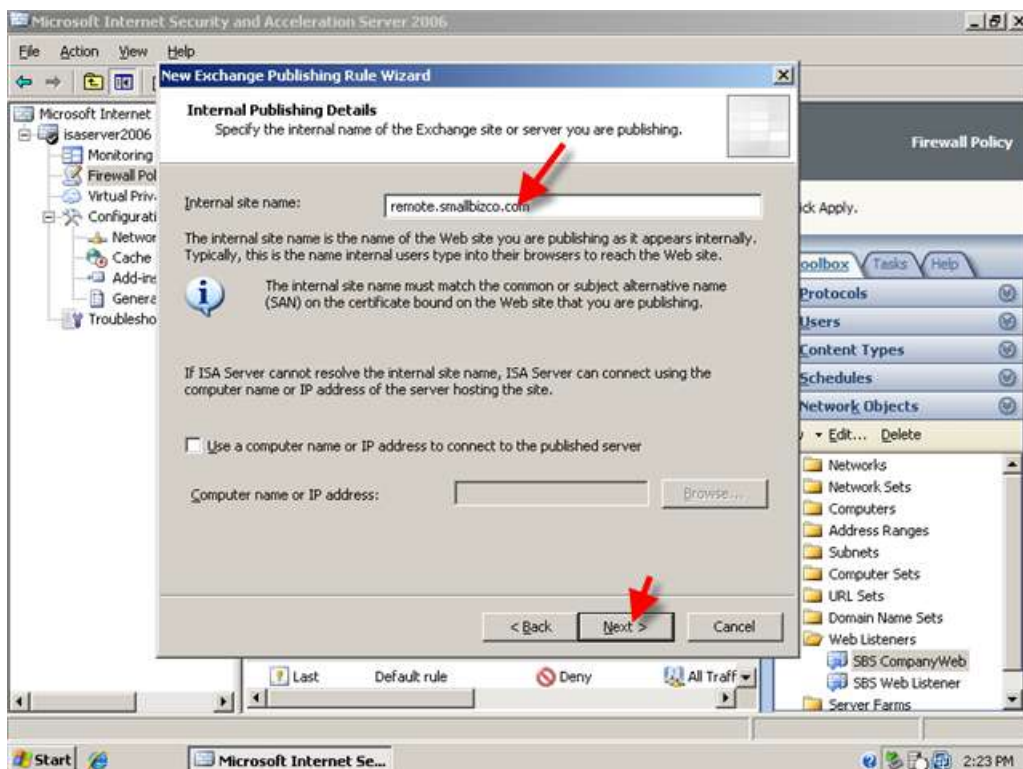 Microsoft Internet Security and Acceleration Server 2006
File Action View Help
New Exchange Publishing Rule Wizard
Internal Publishing Details
Specify the internal name of the Exchange site or server you are publishing.
Microsoft Internet
isaserver2006
Monitoring
Firewall Pol
Virtual Priv
Configurati
Networ
Cache
Add-ins
Genera
Troublesho
Internal site name:
remote.smallbizco.com
The internal site name is the name of the Web site you are publishing as it appears internally.
Typically, this is the name internal users type into their browsers to reach the Web site.
The internal site name must match the common or subject alternative name
(SAN) on the certificate bound on the Web site that you are publishing.
If ISA Server cannot resolve the internal site name, ISA Server can connect using the
computer name or IP address of the server hosting the site.
Use a computer name or IP address to connect to the published server
Computer name or IP address:
Browse...
< Back
Next >
Cancel
Firewall Policy
ick Apply.
oolbox Tasks Help
Protocols
Users
Content Types
Schedules
Network Objects
Edit... Delete
Networks
Network Sets
Computers
Address Ranges
Subnets
Computer Sets
URL Sets
Domain Name Sets
Web Listeners
SBS CompanyWeb
SBS Web Listener
Server Farms
Last Default rule Deny All Traff
Start
Microsoft Internet Se...
2:23 PM